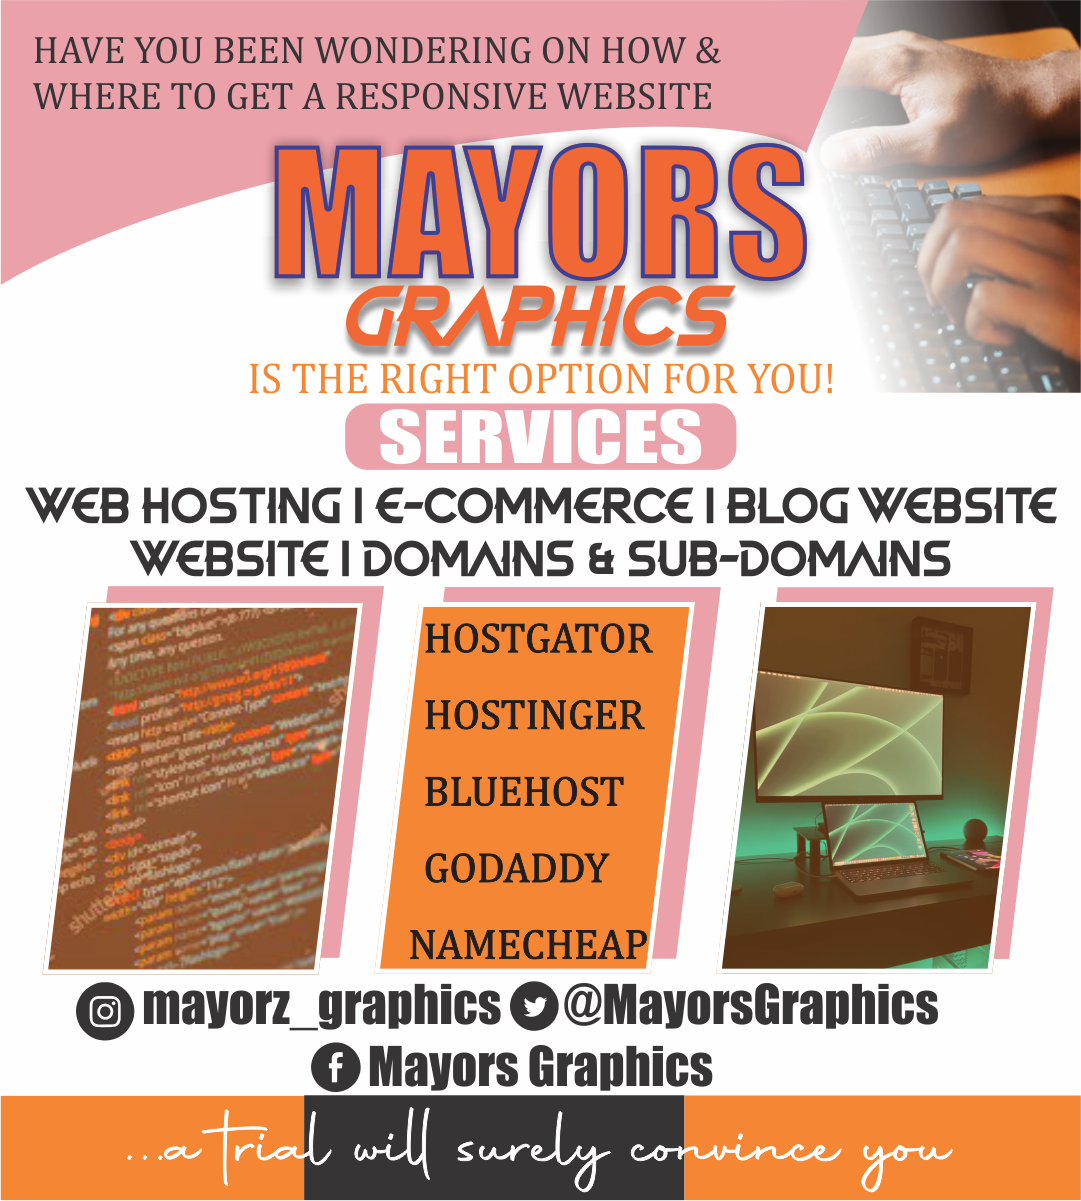 HAVE YOU BEEN WONDERING ON HOW &
WHERE TO GET A RESPONSIVE WEBSITE
MAYORS
GRAPHICS
IS THE RIGHT OPTION FOR YOU!
SERVICES
WEB HOSTING | E-COMMERCE | BLOG WEBSITE
WEBSITE | DOMAINS & SUB-DOMAINS
HOSTGATOR
HOSTINGER
BLUEHOST
GODADDY
NAMECHEAP
mayorz_graphics @MayorsGraphics
Mayors Graphics
...a trial will surely convince you